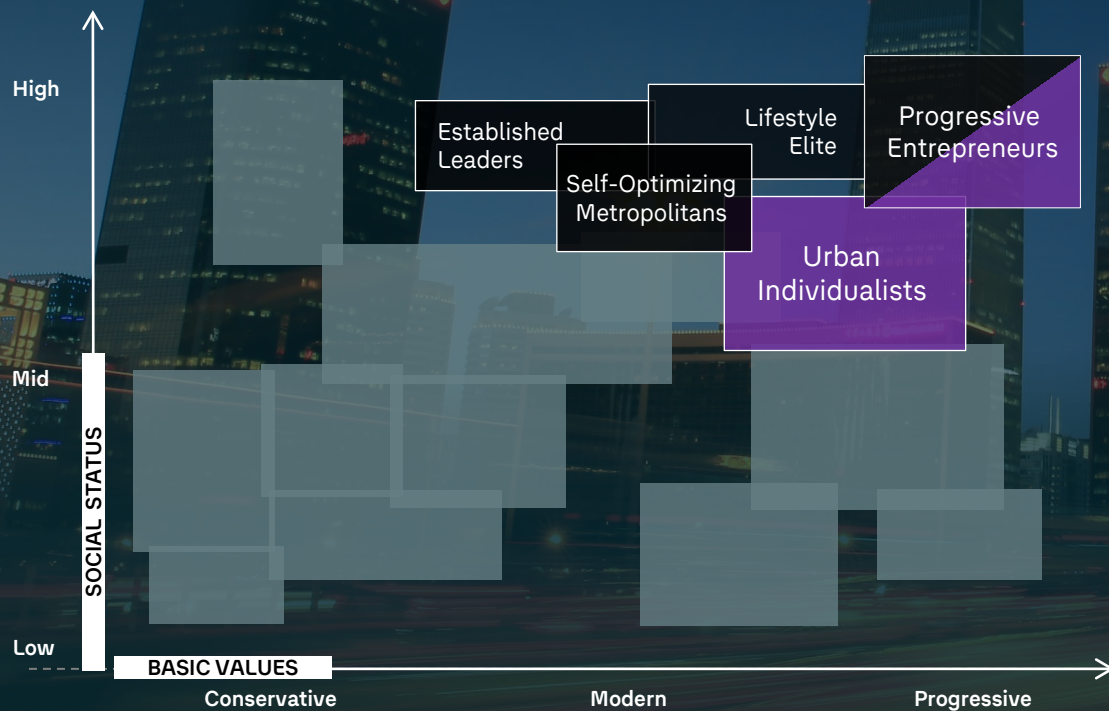 High
Established
Leaders
Lifestyle
Elite
Progressive
Entrepreneurs
Self-Optimizing
Metropolitans
Urban
Individualists
Mid
SOCIAL STATUS
Low
BASIC VALUES
Conservative
Modern
Progressive